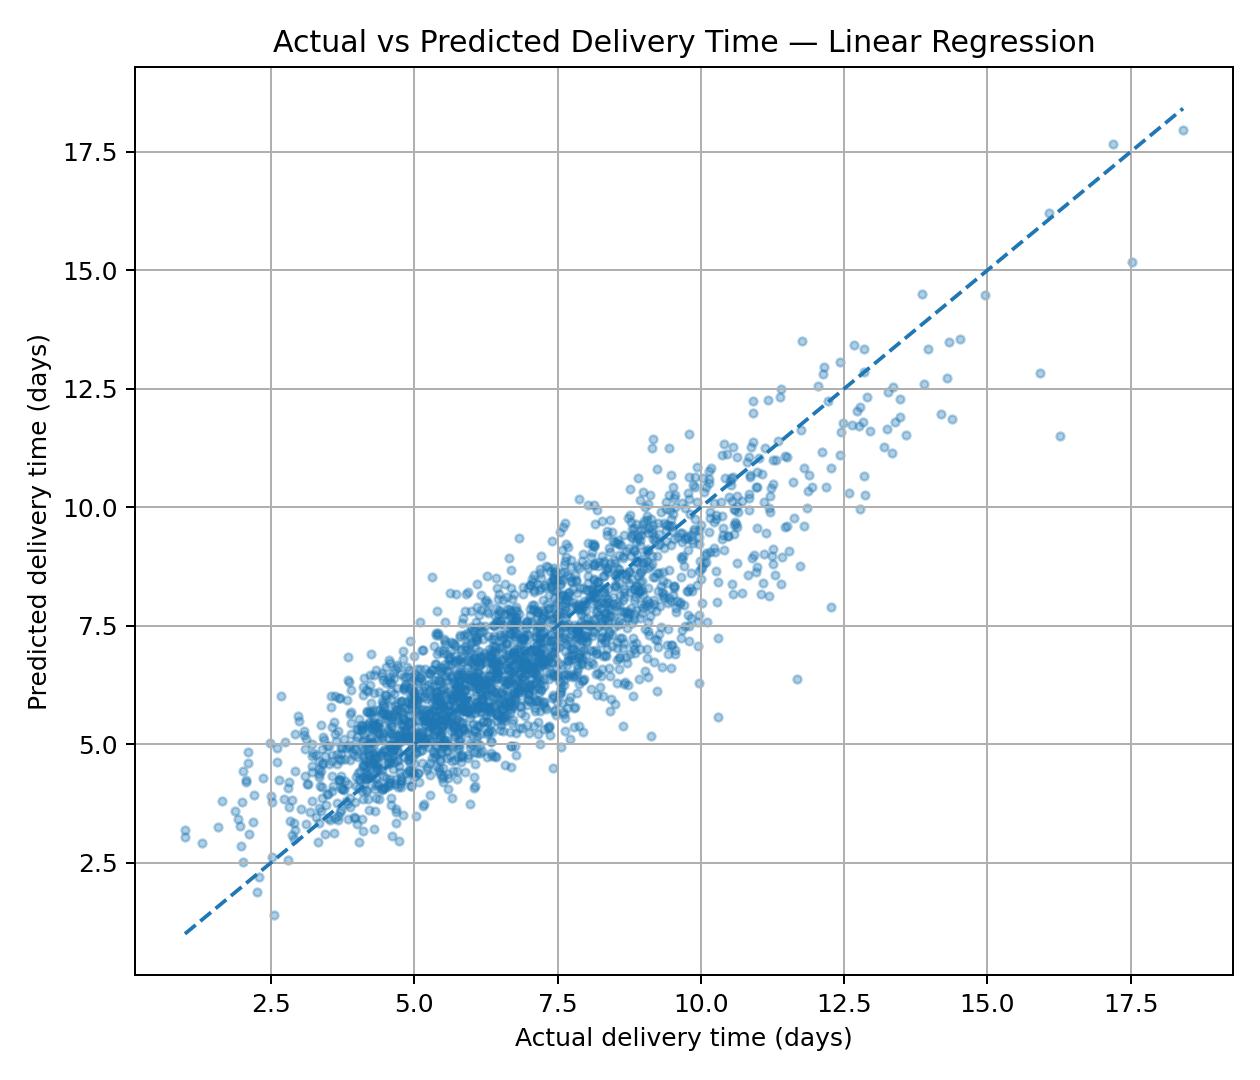 Actual vs Predicted Delivery Time — Linear Regression
Predicted delivery time (days)
17.5
15.0
12.5
10.0
7.5
5.0
2.5
2.5 5.0 7.5 10.0 12.5 15.0 17.5
Actual delivery time (days)